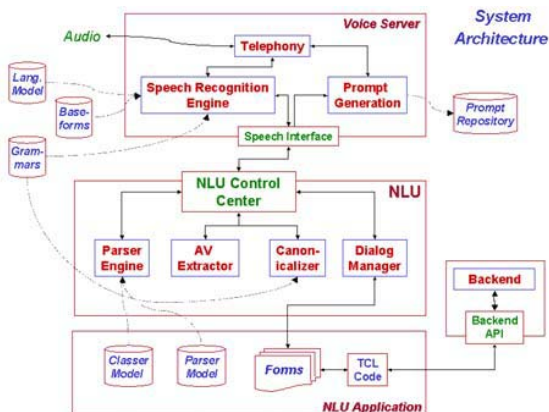 System
Architecture
Voice Server
Audio
Telephony
Lang.
Model
Speech Recognition
Engine
Prompt
Generation
Base-
forms
Prompt
Repository
Gram-
mars
Speech Interface
NLU Control
Center
NLU
Parser
Engine
AV
Extractor
Canon-
icalizer
Dialog
Manager
Backend
Backend
API
Classer
Model
Parser
Model
Forms
TCL
Code
NLU Application